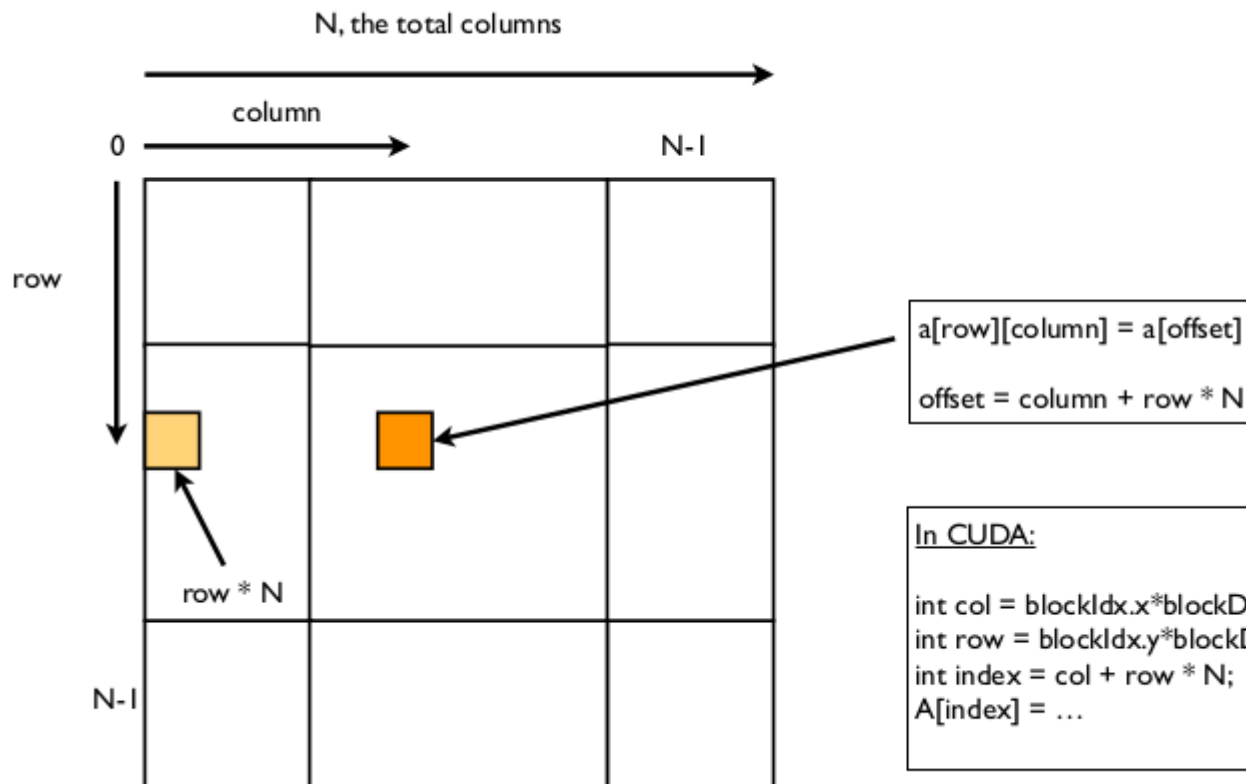 N, the total columns
column
0
N-1
row
a[row][column] = a[offset]
offset = column + row * N
row * N
In CUDA:
int col = blockIdx.x*blockD
int row = blockIdx.y*blockD
int index = col + row * N;
A[index] = …
N-1